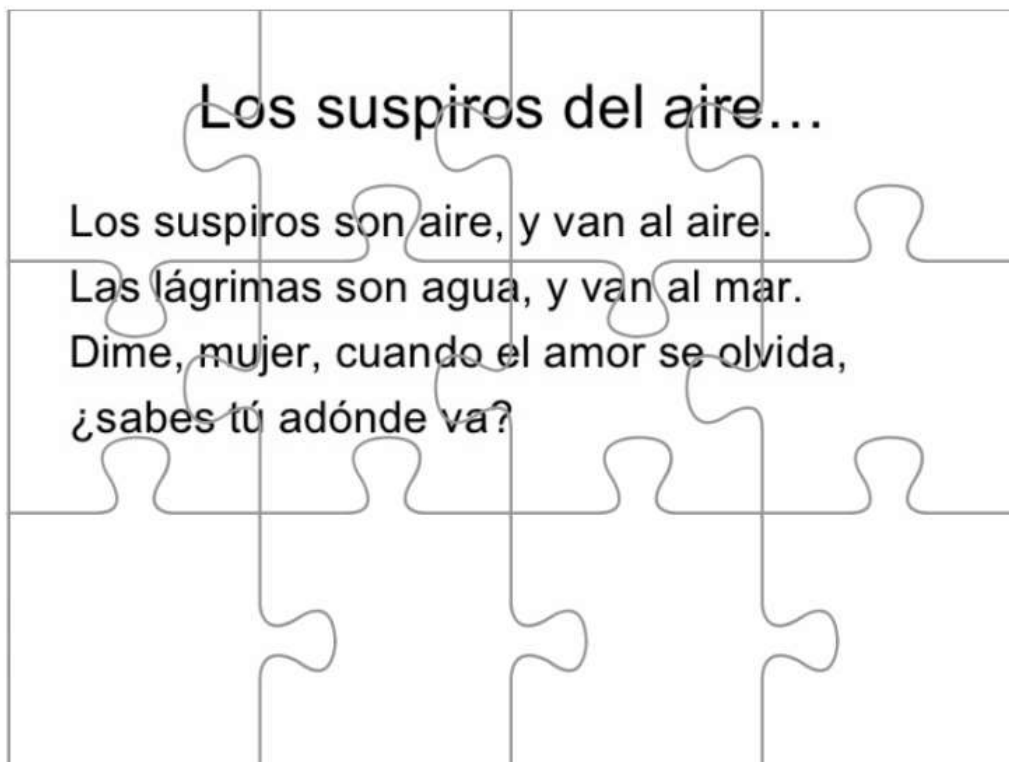 Los suspiros del aire…
Los suspiros son aire, y van al aire.
Las lágrimas son agua, y van al mar.
Dime, mujer, cuando el amor se olvida,
¿sabes tú adónde va?